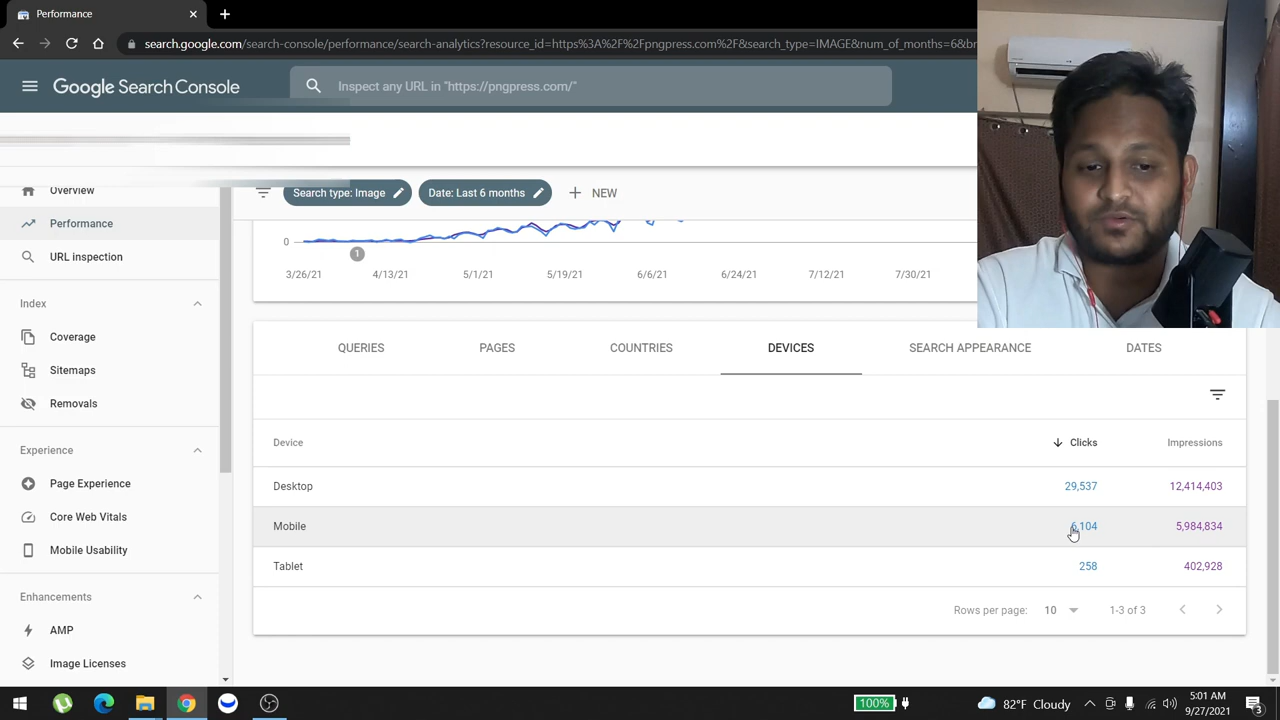 Performance
search.google.com/search-console/performance/search-analytics?resource_id=https%3A%2F%2Fpngpress.com%2F&search_type=IMAGE&num_of_months=6&br
Google Search Console
Inspect any URL in "https://pngpress.com/"
Overview
Performance
URL inspection
Index
Coverage
Sitemaps
Removals
Experience
Page Experience
Core Web Vitals
Mobile Usability
Enhancements
AMP
Image Licenses
Search type: Image
Date: Last 6 months
NEW
0
1
3/26/21 4/13/21 5/1/21 5/19/21 6/6/21 6/24/21 7/12/21 7/30/21
QUERIES PAGES COUNTRIES DEVICES SEARCH APPEARANCE DATES
Device Clicks Impressions
Desktop 29,537 12,414,403
Mobile 6,104 5,984,834
Tablet 258 402,928
Rows per page: 10 1-3 of 3
100% 82°F Cloudy 5:01 AM
9/27/2021
3